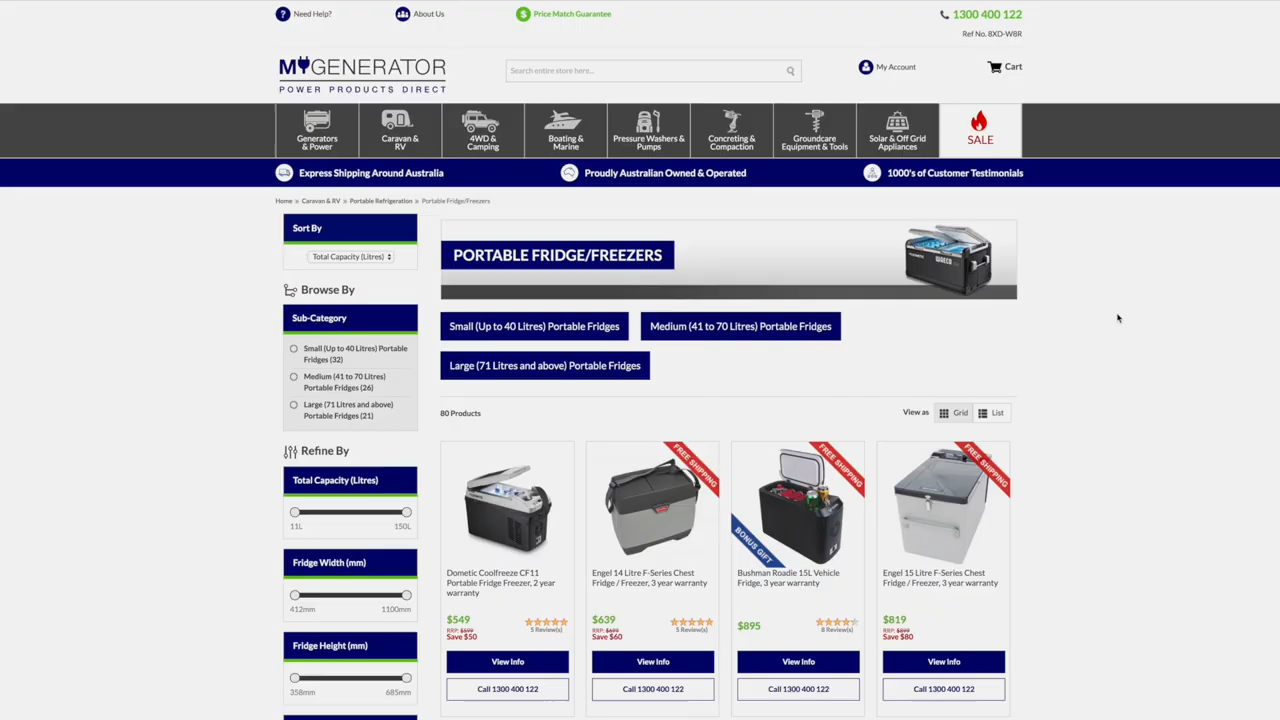 Need Help?
About Us
Price Match Guarantee
1300 400 122
Ref No. 8XD-W8R
MYGENERATOR
POWER PRODUCTS DIRECT
Search entire store here...
My Account
Cart
Generators
& Power
Caravan &
RV
4WD &
Camping
Boating &
Marine
Pressure Washers &
Pumps
Concreting &
Compaction
Groundcare
Equipment & Tools
Solar & Off Grid
Appliances
SALE
Express Shipping Around Australia
Proudly Australian Owned & Operated
1000's of Customer Testimonials
Home » Caravan & RV » Portable Refrigeration » Portable Fridge/Freezers
Sort By
Total Capacity (Litres)
Browse By
Sub-Category
Small (Up to 40 Litres) Portable
Fridges (32)
Medium (41 to 70 Litres)
Portable Fridges (26)
Large (71 Litres and above)
Portable Fridges (21)
Refine By
Total Capacity (Litres)
11L 150L
Fridge Width (mm)
412mm 1100mm
Fridge Height (mm)
358mm 685mm
PORTABLE FRIDGE/FREEZERS
WAECO
Small (Up to 40 Litres) Portable Fridges
Medium (41 to 70 Litres) Portable Fridges
Large (71 Litres and above) Portable Fridges
80 Products
View as
Grid
List
Dometic Coolfreeze CF11
Portable Fridge Freezer, 2 year
warranty
$549
RRP: $599
Save $50
5 Review(s)
View Info
Call 1300 400 122
FREE SHIPPING
Engel 14 Litre F-Series Chest
Fridge / Freezer, 3 year warranty
$639
RRP: $699
Save $60
5 Review(s)
View Info
Call 1300 400 122
FREE SHIPPING
BONUS GIFT
Bushman Roadie 15L Vehicle
Fridge, 3 year warranty
$895
8 Review(s)
View Info
Call 1300 400 122
FREE SHIPPING
Engel 15 Litre F-Series Chest
Fridge / Freezer, 3 year warranty
$819
RRP: $899
Save $80
View Info
Call 1300 400 122